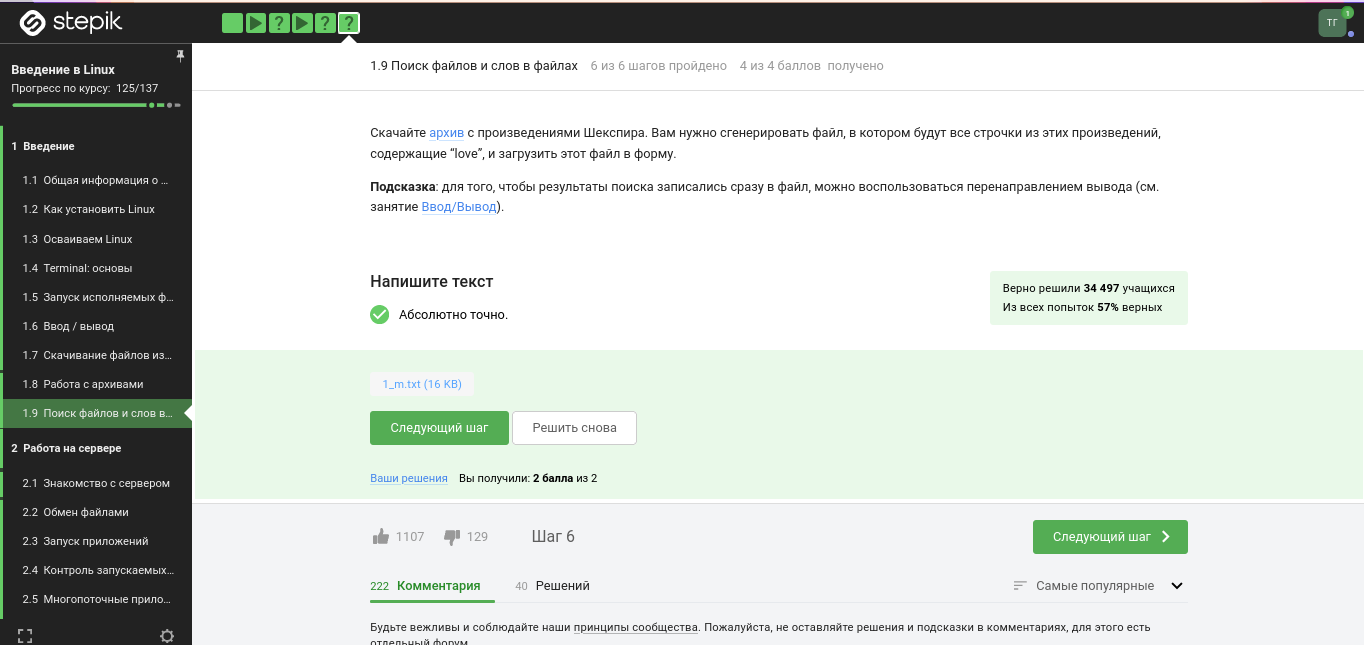 stepik
? ? ?
ТГ
1
Введение в Linux
Прогресс по курсу: 125/137
1 Введение
1.1 Общая информация о ...
1.2 Как установить Linux
1.3 Осваиваем Linux
1.4 Terminal: основы
1.5 Запуск исполняемых ф...
1.6 Ввод / вывод
1.7 Скачивание файлов из...
1.8 Работа с архивами
1.9 Поиск файлов и слов в...
2 Работа на сервере
2.1 Знакомство с сервером
2.2 Обмен файлами
2.3 Запуск приложений
2.4 Контроль запускаемых...
2.5 Многопоточные прило...
1.9 Поиск файлов и слов в файлах 6 из 6 шагов пройдено 4 из 4 баллов получено
Скачайте архив с произведениями Шекспира. Вам нужно сгенерировать файл, в котором будут все строчки из этих произведений,
содержащие “love”, и загрузить этот файл в форму.
Подсказка: для того, чтобы результаты поиска записались сразу в файл, можно воспользоваться перенаправлением вывода (см.
занятие Ввод/Вывод).
Напишите текст
Абсолютно точно.
Верно решили 34 497 учащихся
Из всех попыток 57% верных
1_m.txt (16 KB)
Следующий шаг Решить снова
Ваши решения Вы получили: 2 балла из 2
1107 129 Шаг 6 Следующий шаг
222 Комментария 40 Решений Самые популярные
Будьте вежливы и соблюдайте наши принципы сообщества. Пожалуйста, не оставляйте решения и подсказки в комментариях, для этого есть
отдельный форум.